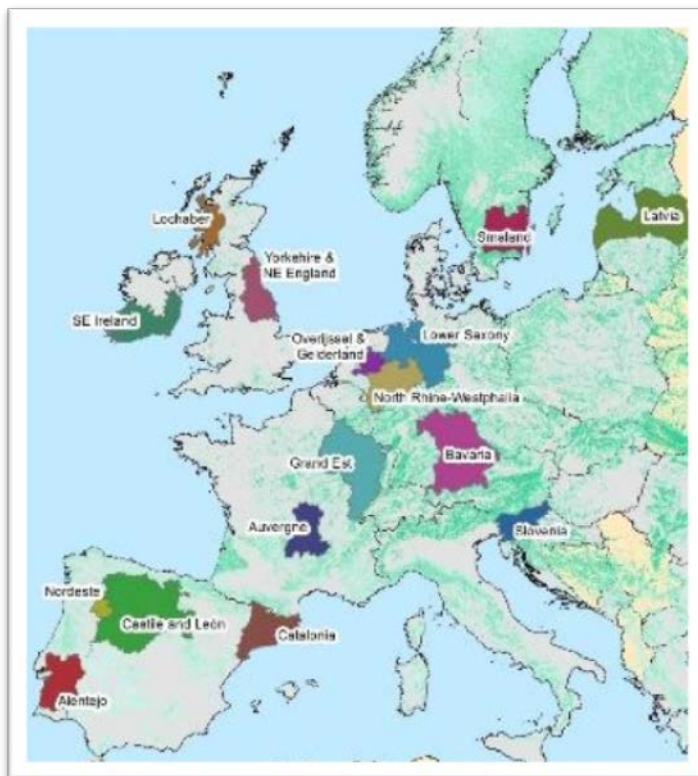 Lochaber
Latvia
Smaland
Yorkshire &
NE England
SE Ireland
Overijssel &
Gelderland
Lower Saxony
North Rhine-Westphalia
Grand Est
Bavaria
Auvergne
Slovenia
Nordeste
Castile and León
Catalonia
Alentejo